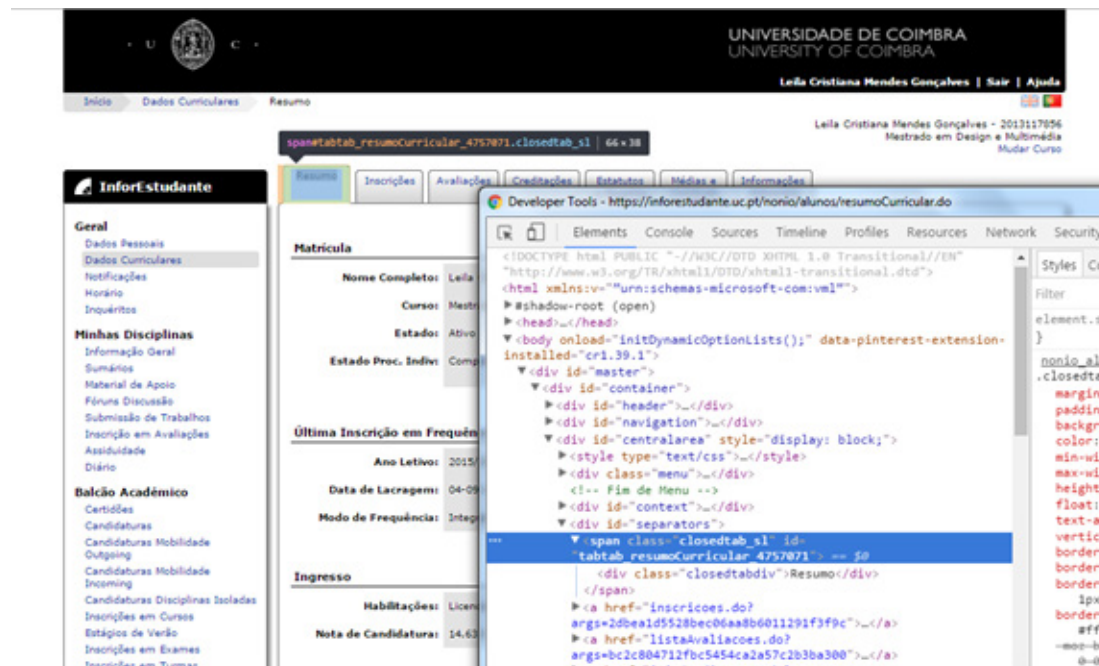 · U C ·
UNIVERSIDADE DE COIMBRA
UNIVERSITY OF COIMBRA
Leila Cristiana Mendes Gonçalves | Sair | Ajuda
Início Dados Curriculares Resumo
Leila Cristiana Mendes Gonçalves - 2013117056
Mestrado em Design e Multimédia
Mudar Curso
span#tabtab_resumoCurricular_4757071.closedtab_sl | 66 × 38
InforEstudante
Resumo Inscrições Avaliações Creditações Estatutos Médias e Informações
Geral
Dados Pessoais
Dados Curriculares
Notificações
Horário
Inquéritos
Minhas Disciplinas
Informação Geral
Sumários
Material de Apoio
Fóruns Discussão
Submissão de Trabalhos
Inscrição em Avaliações
Assiduidade
Diário
Balcão Académico
Certidões
Candidaturas
Candidaturas Mobilidade
Outgoing
Candidaturas Mobilidade
Incoming
Candidaturas Disciplinas Isoladas
Inscrições em Cursos
Estágios de Verão
Inscrições em Exames
Inscrições em Turmas
Matrícula
Nome Completo: Leila
Curso: Mestr
Estado: Ativo
Estado Proc. Indiv: Comp
Última Inscrição em Frequên
Ano Letivo: 2015/
Data de Lacragem: 04-09
Modo de Frequência: Integ
Ingresso
Habilitações: Licen
Nota de Candidatura: 14.63
Developer Tools - https://inforestudante.uc.pt/nonio/alunos/resumoCurricular.do
Elements Console Sources Timeline Profiles Resources Network Security
<!DOCTYPE html PUBLIC "-//W3C//DTD XHTML 1.0 Transitional//EN"
"http://www.w3.org/TR/xhtml1/DTD/xhtml1-transitional.dtd">
<html xmlns:v="urn:schemas-microsoft-com:vml">
#shadow-root (open)
<head>…</head>
<body onload="initDynamicOptionLists();" data-pinterest-extension-
installed="cr1.39.1">
<div id="master">
<div id="container">
<div id="header">…</div>
<div id="navigation">…</div>
<div id="centralarea" style="display: block;">
<style type="text/css">…</style>
<div class="menu">…</div>
<!-- Fim de Menu -->
<div id="context">…</div>
<div id="separators">
<span class="closedtab_sl" id=
"tabtab_resumoCurricular_4757071"> == $0
<div class="closedtabdiv">Resumo</div>
</span>
<a href="inscricoes.do?
args=2dbea1d5528bec06aa8b6011291f3f9c">…</a>
<a href="listaAvaliacoes.do?
args=bc2c804712fbc5454ca2a57c2b3ba300">…</a>
Styles
Filter
element.s
}
nonio_al
.closedta
margin
paddin
backgr
color:
min-wi
max-wi
height
float:
text-a
vertic
border
border
border
1px
border
#ff
-moz-b